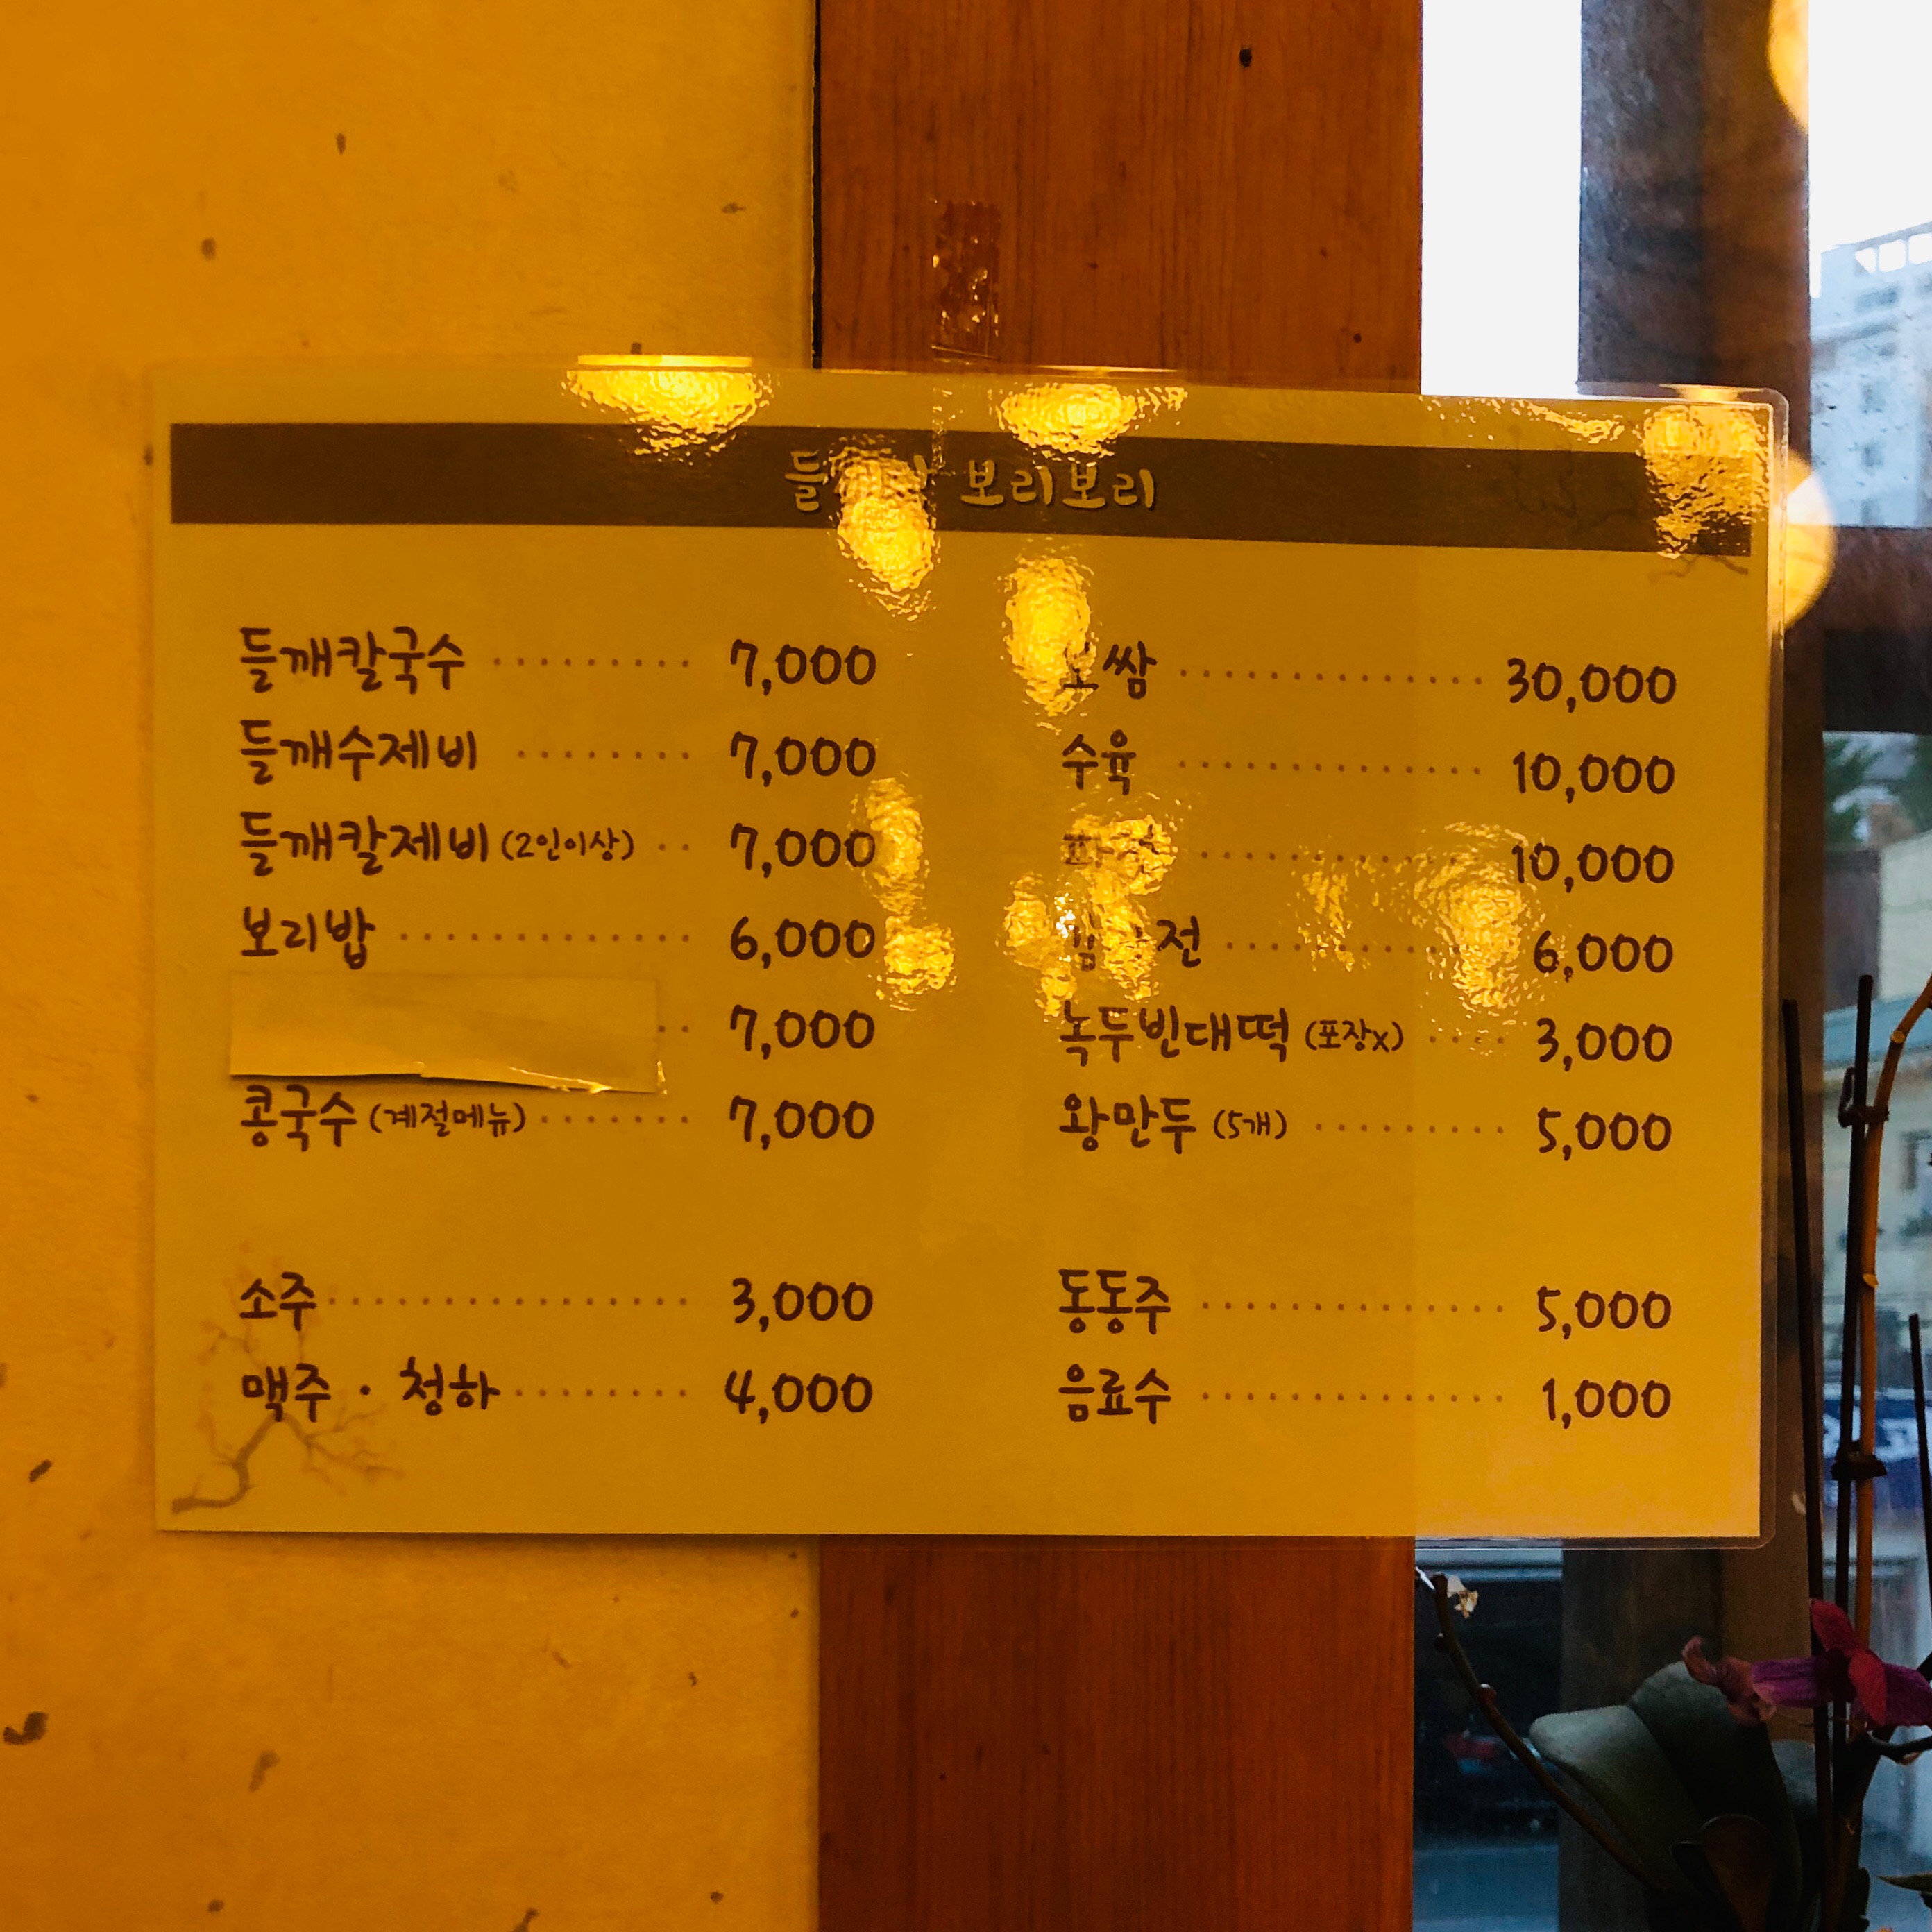 보리보리
들깨칼국수 ········· 7,000
들깨수제비 ········ 7,000
들깨칼제비 (2인이상) ·· 7,000
보리밥 ············· 6,000
·· 7,000
콩국수 (계절메뉴) ······· 7,000
소주 ················ 3,000
맥주 · 청하 ········ 4,000
보쌈 ·············· 30,000
수육 ·············· 10,000
파전 ············ 10,000
전 ·········· 6,000
녹두빈대떡 (포장x) ···· 3,000
왕만두 (5개) ········· 5,000
동동주 ·············· 5,000
음료수 ·············· 1,000